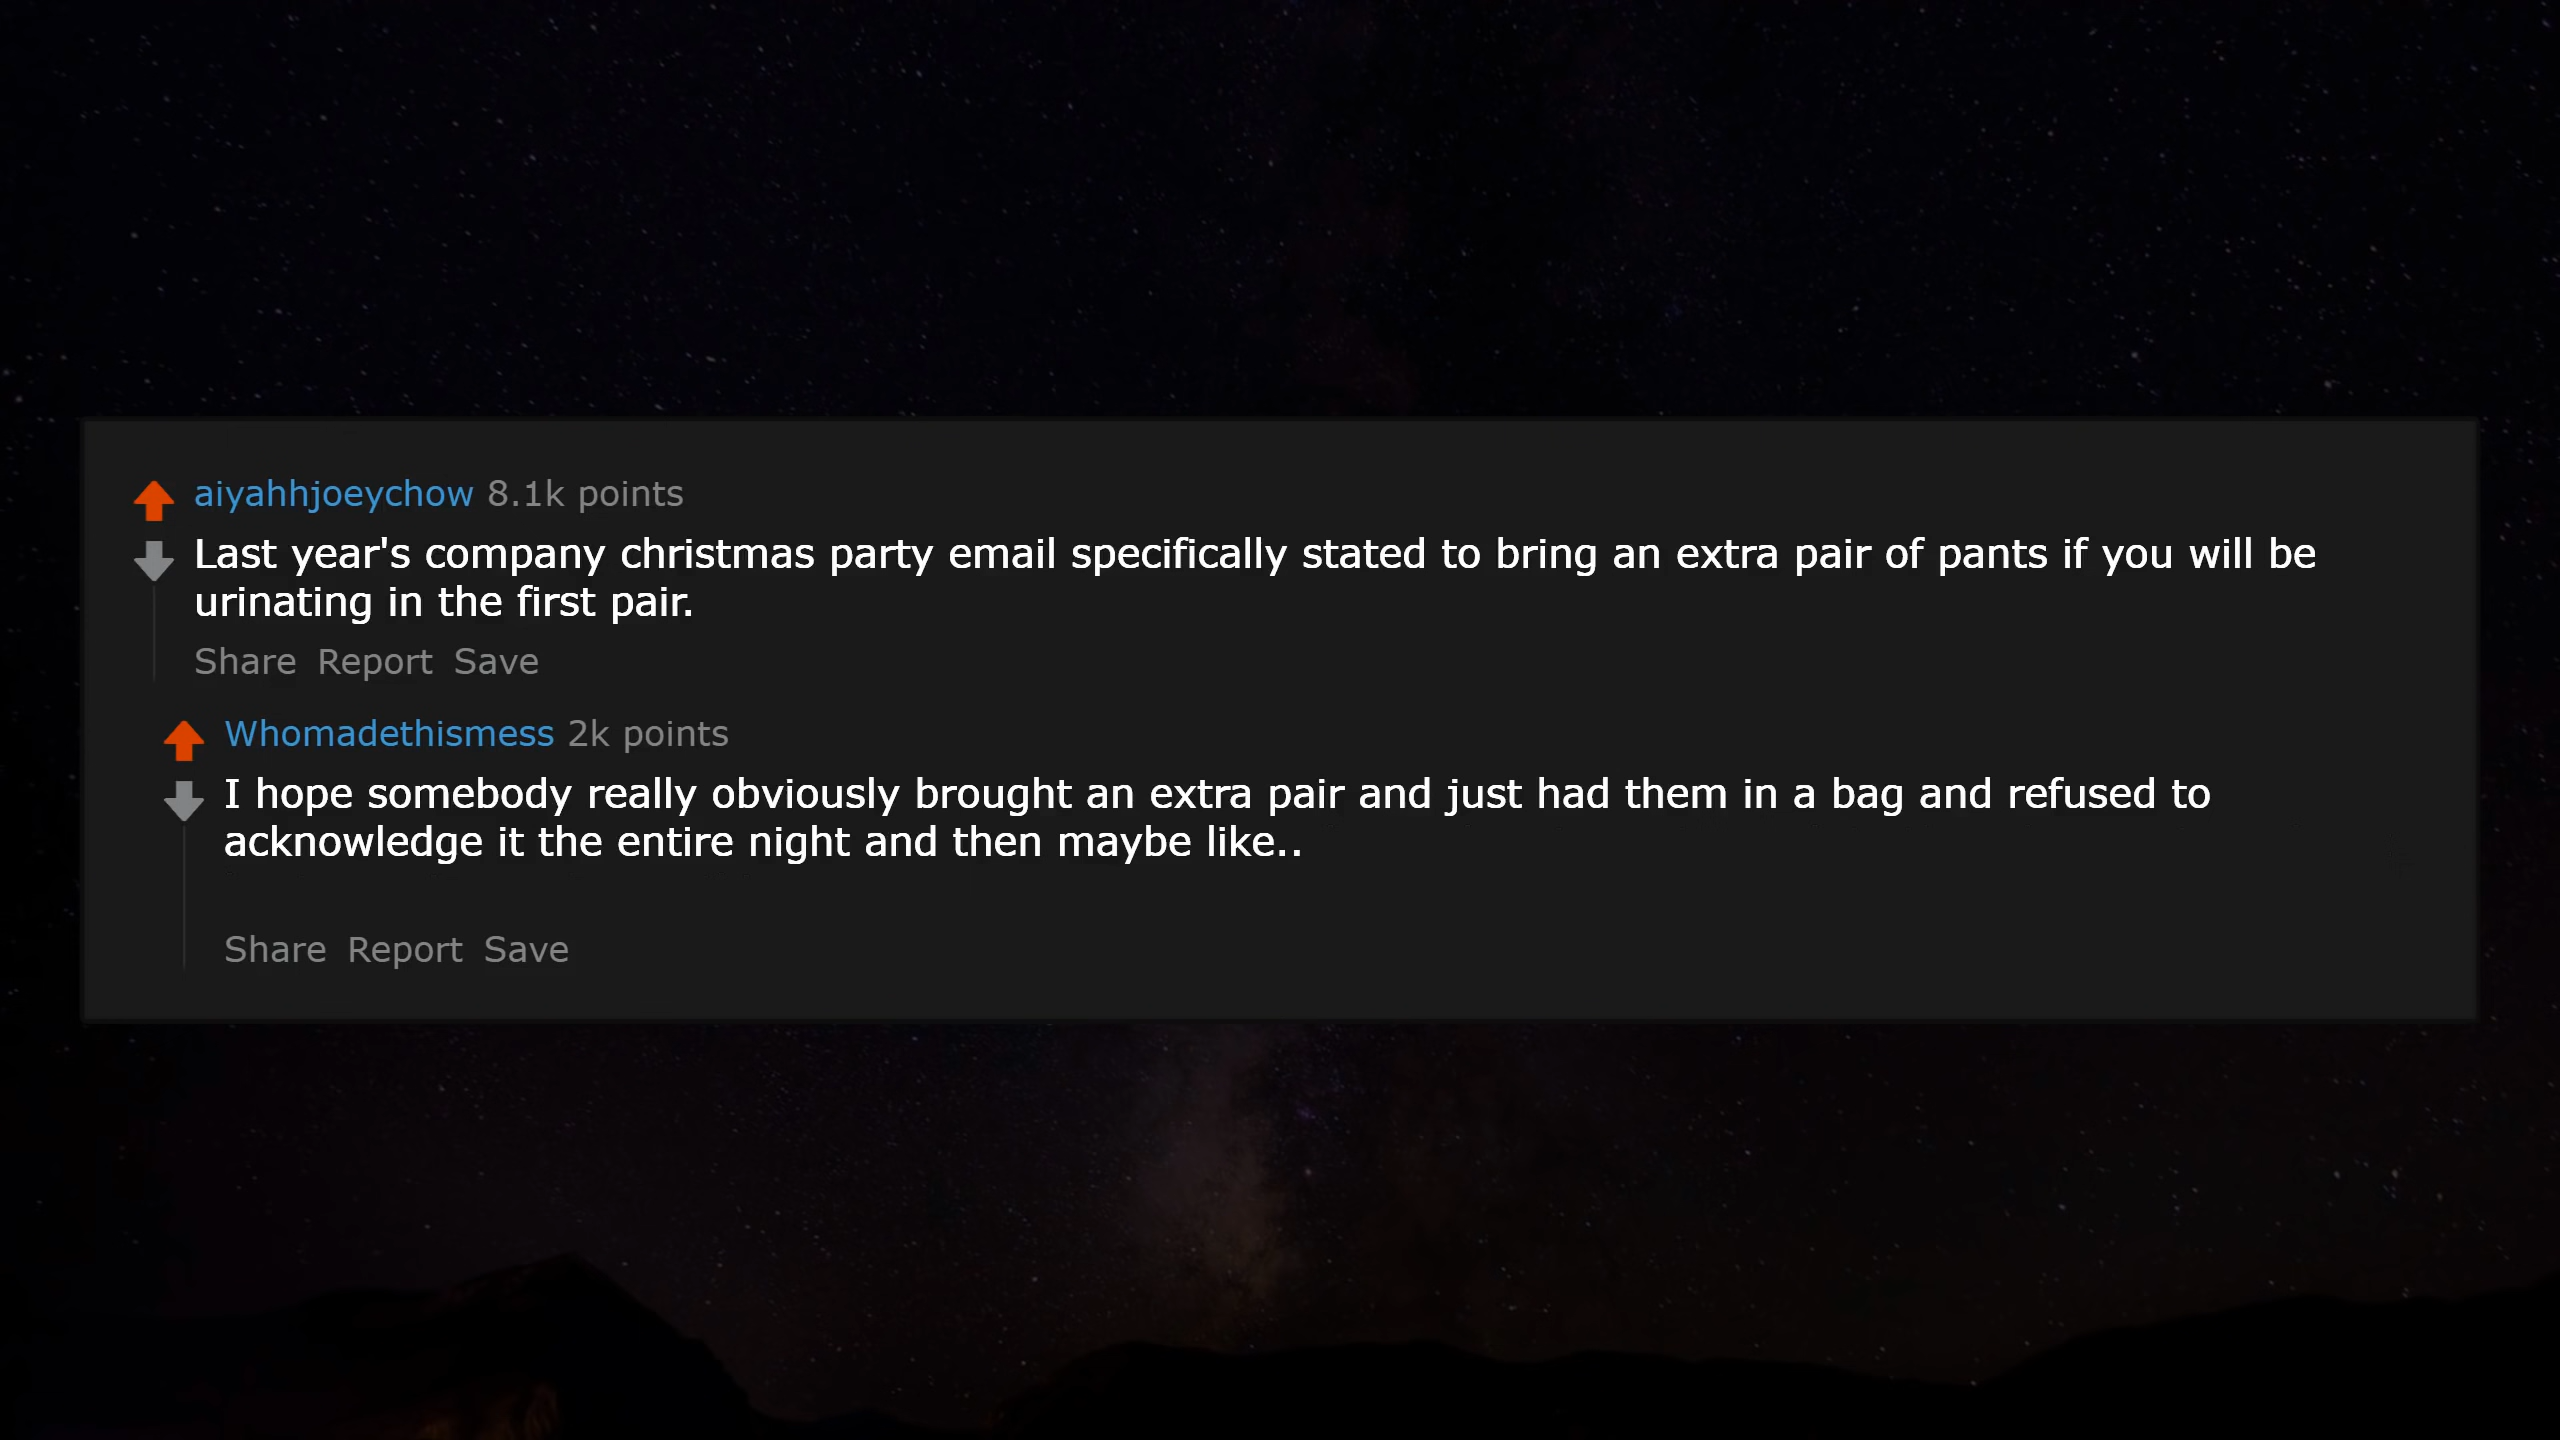 aiyahhjoeychow 8.1k points
Last year's company christmas party email specifically stated to bring an extra pair of pants if you will be
urinating in the first pair.
Share Report Save
Whomadethismess 2k points
I hope somebody really obviously brought an extra pair and just had them in a bag and refused to
acknowledge it the entire night and then maybe like..
Share Report Save